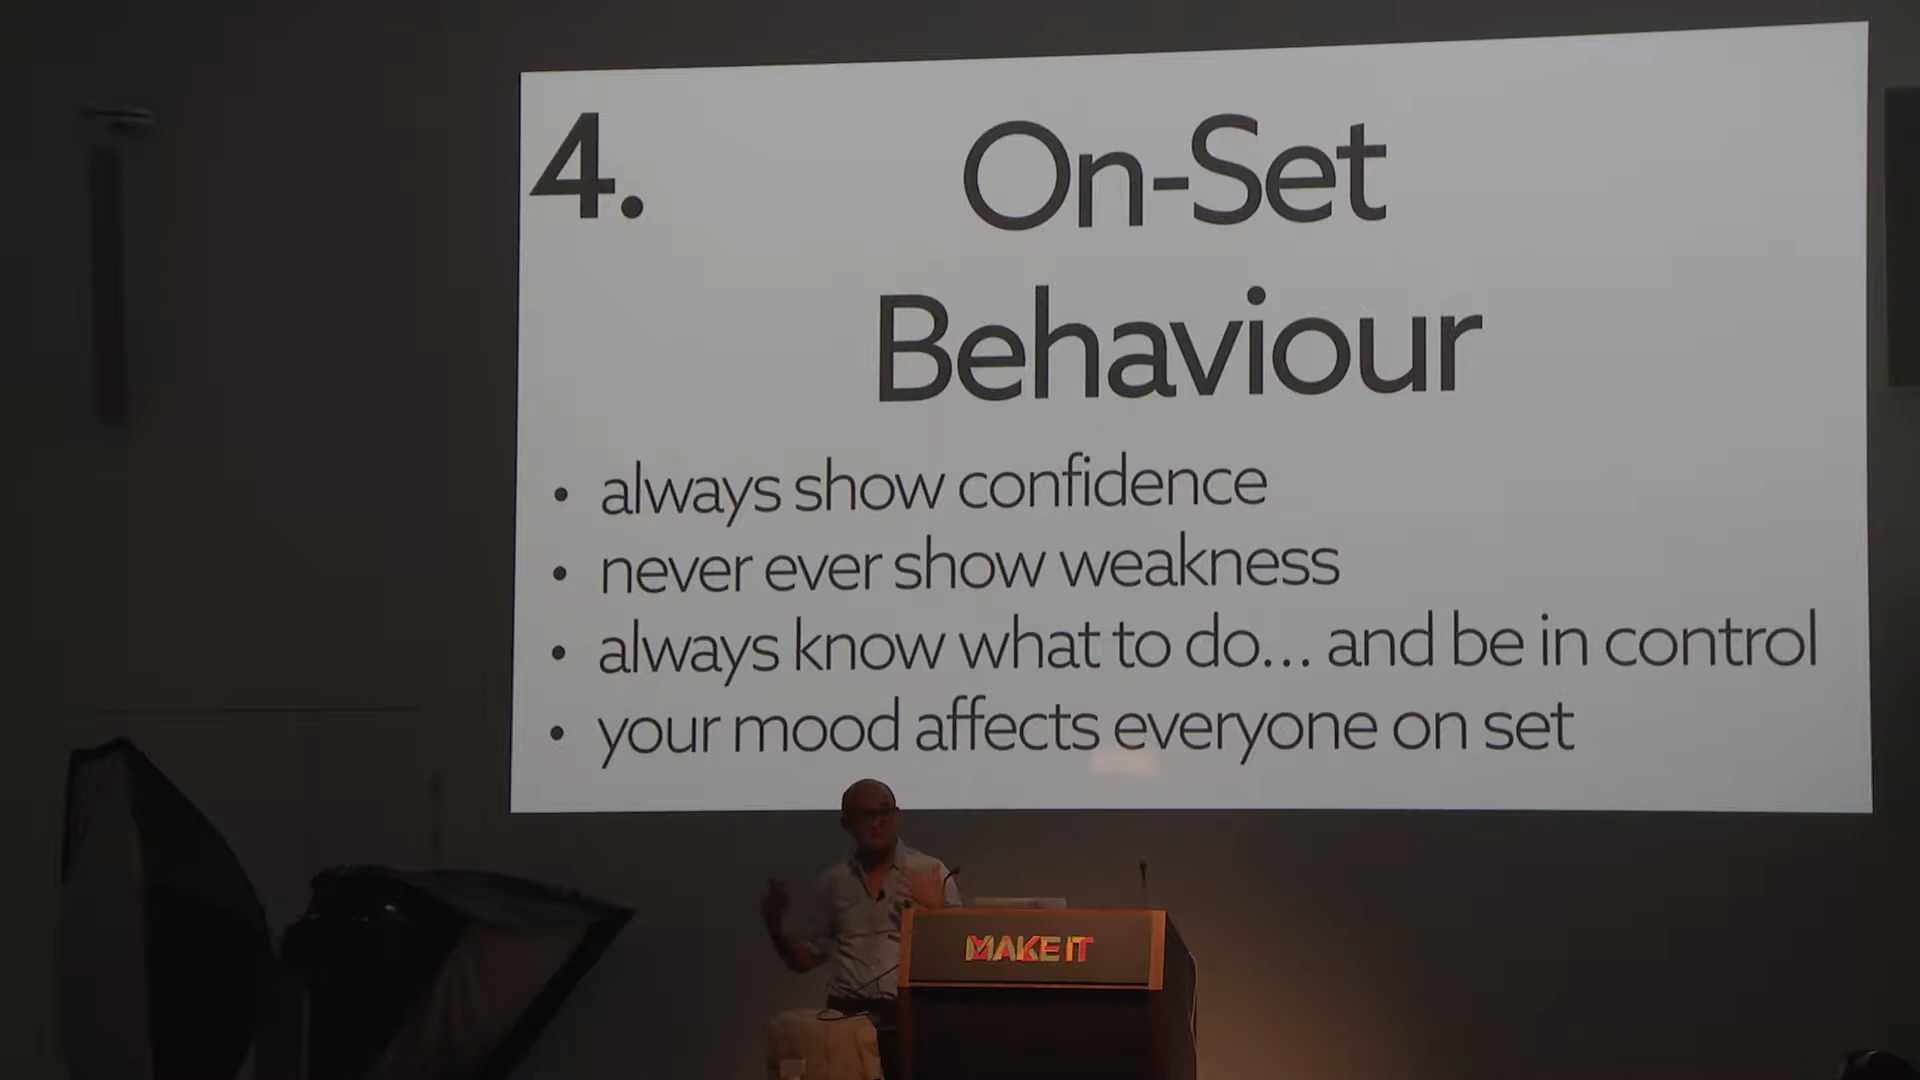 4. On-Set
Behaviour
• always show confidence
• never ever show weakness
• always know what to do... and be in control
• your mood affects everyone on set
MAKE IT